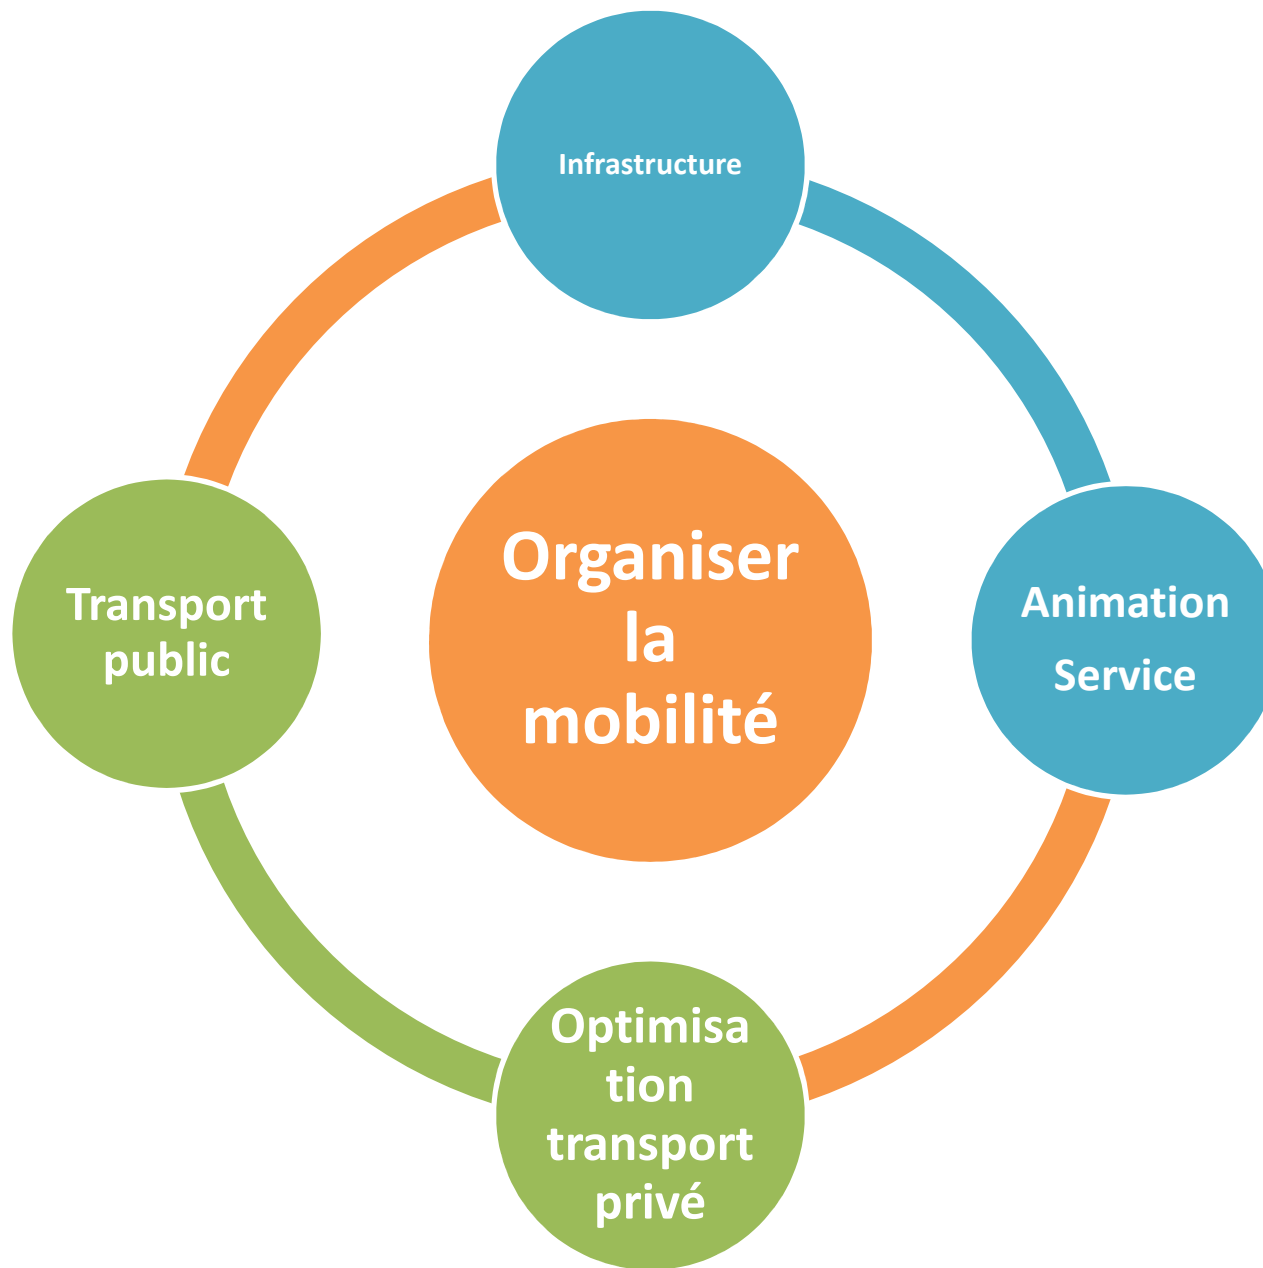 Infrastructure
Organiser
la
mobilité
Transport
public
Animation
Service
Optimisa
tion
transport
privé